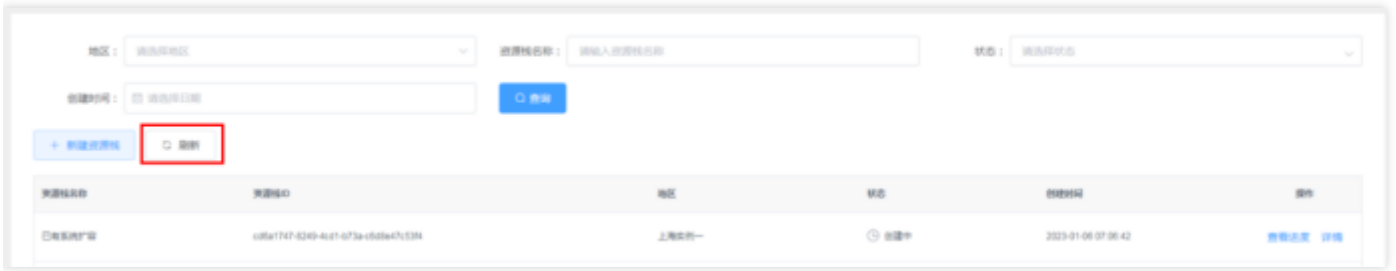 地区： 请选择地区 资源栈名称： 请输入资源栈名称 状态： 请选择状态
创建时间： 请选择日期 查询
+ 新建资源栈 刷新
资源栈名称 资源栈ID 地区 状态 创建时间 操作
已有系统扩容 上海实例一 创建中 2023-01-06 07:06:42 查看进度 详情